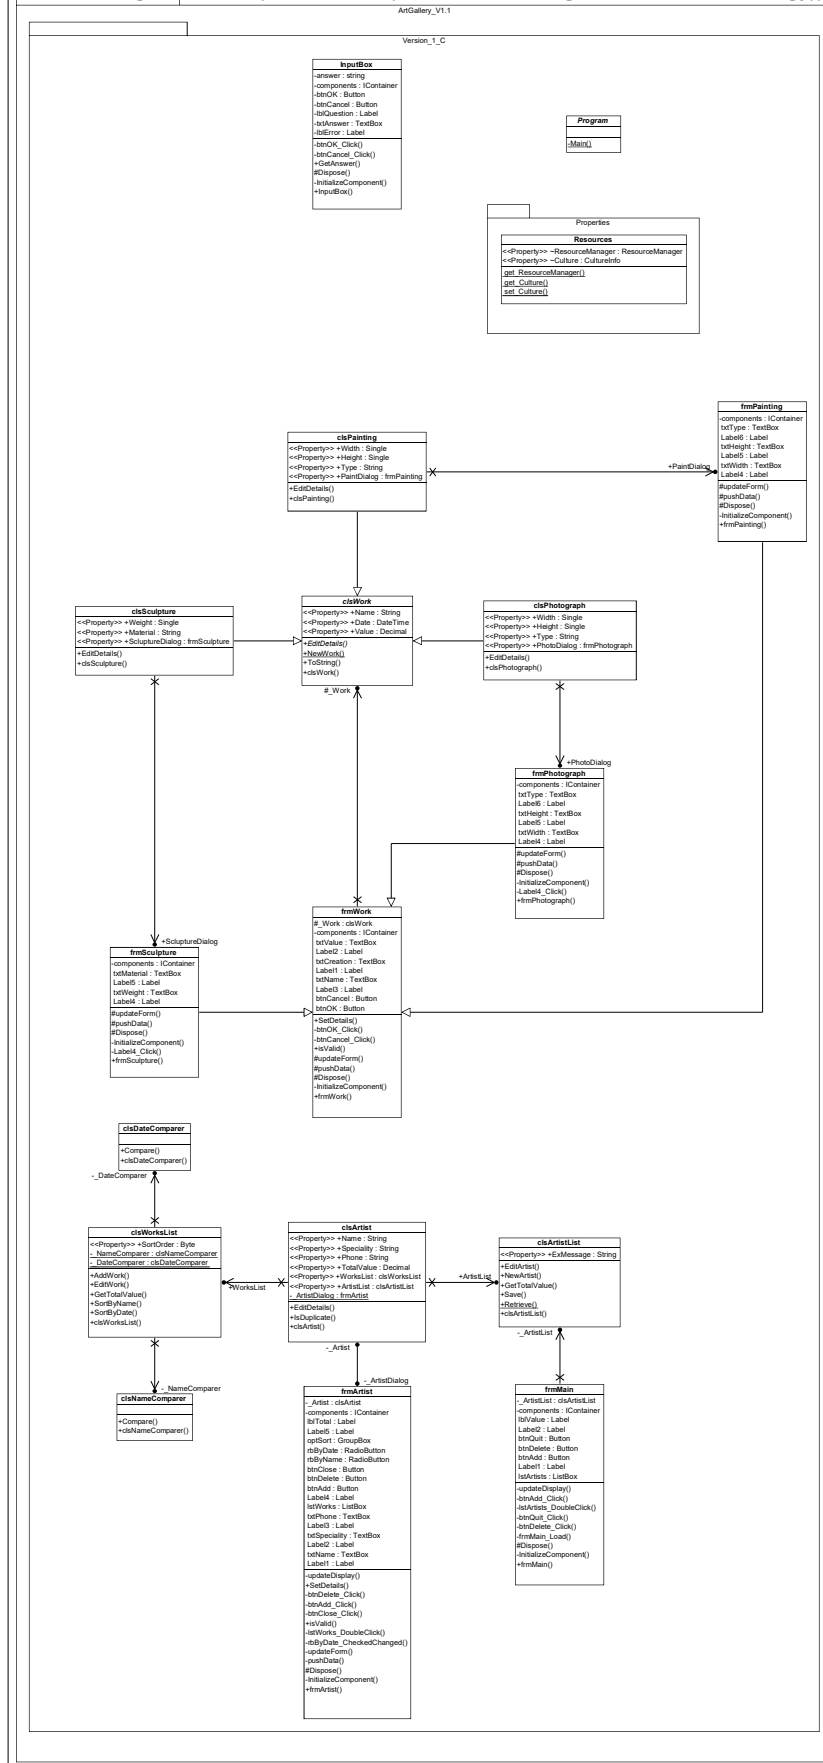 ArtGallery_V1.1
Version_1_C
InputBox
-answer : string
-components : IContainer
-btnOK : Button
-btnCancel : Button
-lblQuestion : Label
-txtAnswer : TextBox
-lblError : Label
-btnOK_Click()
-btnCancel_Click()
+GetAnswer()
#Dispose()
-InitializeComponent()
+InputBox()
Program
-Main()
Properties
Resources
<<Property>> ~ResourceManager : ResourceManager
<<Property>> ~Culture : CultureInfo
get_ResourceManager()
get_Culture()
set_Culture()
frmPainting
-components : IContainer
txtType : TextBox
Label6 : Label
txtHeight : TextBox
Label5 : Label
txtWidth : TextBox
Label4 : Label
#updateForm()
#pushData()
#Dispose()
-InitializeComponent()
+frmPainting()
clsPainting
<<Property>> +Width : Single
<<Property>> +Height : Single
<<Property>> +Type : String
<<Property>> +PaintDialog : frmPainting
+EditDetails()
+clsPainting()
+PaintDialog
clsSculpture
<<Property>> +Weight : Single
<<Property>> +Material : String
<<Property>> +ScluptureDialog : frmSculpture
+EditDetails()
+clsSculpture()
clsWork
<<Property>> +Name : String
<<Property>> +Date : DateTime
<<Property>> +Value : Decimal
+EditDetails()
+NewWork()
+ToString()
+clsWork()
#_Work
clsPhotograph
<<Property>> +Width : Single
<<Property>> +Height : Single
<<Property>> +Type : String
<<Property>> +PhotoDialog : frmPhotograph
+EditDetails()
+clsPhotograph()
+PhotoDialog
frmPhotograph
-components : IContainer
txtType : TextBox
Label6 : Label
txtHeight : TextBox
Label5 : Label
txtWidth : TextBox
Label4 : Label
#updateForm()
#pushData()
#Dispose()
-InitializeComponent()
-Label4_Click()
+frmPhotograph()
+ScluptureDialog
frmSculpture
-components : IContainer
txtMaterial : TextBox
Label5 : Label
txtWeight : TextBox
Label4 : Label
#updateForm()
#pushData()
#Dispose()
-InitializeComponent()
-Label4_Click()
+frmSculpture()
frmWork
#_Work : clsWork
-components : IContainer
txtValue : TextBox
Label2 : Label
txtCreation : TextBox
Label1 : Label
txtName : TextBox
Label3 : Label
btnCancel : Button
btnOK : Button
+SetDetails()
-btnOK_Click()
-btnCancel_Click()
+isValid()
#updateForm()
#pushData()
#Dispose()
-InitializeComponent()
+frmWork()
clsDateComparer
+Compare()
+clsDateComparer()
-_DateComparer
clsWorksList
<<Property>> +SortOrder : Byte
-_NameComparer : clsNameComparer
-_DateComparer : clsDateComparer
+AddWork()
+EditWork()
+GetTotalValue()
+SortByName()
+SortByDate()
+clsWorksList()
+WorksList
clsArtist
<<Property>> +Name : String
<<Property>> +Speciality : String
<<Property>> +Phone : String
<<Property>> +TotalValue : Decimal
<<Property>> +WorksList : clsWorksList
<<Property>> +ArtistList : clsArtistList
-_ArtistDialog : frmArtist
+EditDetails()
+IsDuplicate()
+clsArtist()
+ArtistList
clsArtistList
<<Property>> +ExMessage : String
+EditArtist()
+NewArtist()
+GetTotalValue()
+Save()
+Retrieve()
+clsArtistList()
-_ArtistList
-_Artist
-_ArtistDialog
-_NameComparer
clsNameComparer
+Compare()
+clsNameComparer()
frmArtist
-_Artist : clsArtist
-components : IContainer
lblTotal : Label
Label5 : Label
optSort : GroupBox
rbByDate : RadioButton
rbByName : RadioButton
btnClose : Button
btnDelete : Button
btnAdd : Button
Label4 : Label
lstWorks : ListBox
txtPhone : TextBox
Label3 : Label
txtSpeciality : TextBox
Label2 : Label
txtName : TextBox
Label1 : Label
-updateDisplay()
+SetDetails()
-btnDelete_Click()
-btnAdd_Click()
-btnClose_Click()
+isValid()
-lstWorks_DoubleClick()
-rbByDate_CheckedChanged()
-updateForm()
-pushData()
#Dispose()
-InitializeComponent()
+frmArtist()
frmMain
-_ArtistList : clsArtistList
-components : IContainer
lblValue : Label
Label2 : Label
btnQuit : Button
btnDelete : Button
btnAdd : Button
Label1 : Label
lstArtists : ListBox
-updateDisplay()
-btnAdd_Click()
-lstArtists_DoubleClick()
-btnQuit_Click()
-btnDelete_Click()
-frmMain_Load()
#Dispose()
-InitializeComponent()
+frmMain()